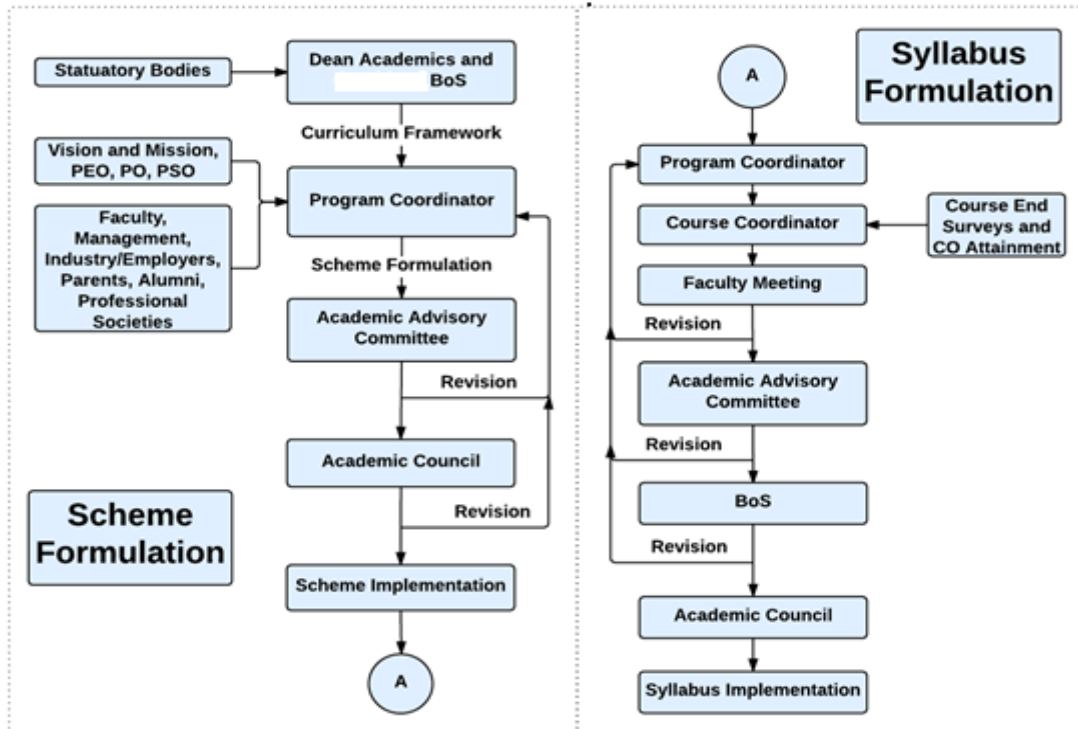 Statuatory Bodies
Dean Academics and
BoS
Curriculum Framework
Vision and Mission,
PEO, PO, PSO
Program Coordinator
Faculty,
Management,
Industry/Employers,
Parents, Alumni,
Professional
Societies
Scheme Formulation
Academic Advisory
Committee
Revision
Academic Council
Revision
Scheme
Formulation
Scheme Implementation
A
A
Syllabus
Formulation
Program Coordinator
Course Coordinator
Course End
Surveys and
CO Attainment
Faculty Meeting
Revision
Academic Advisory
Committee
Revision
BoS
Revision
Academic Council
Syllabus Implementation